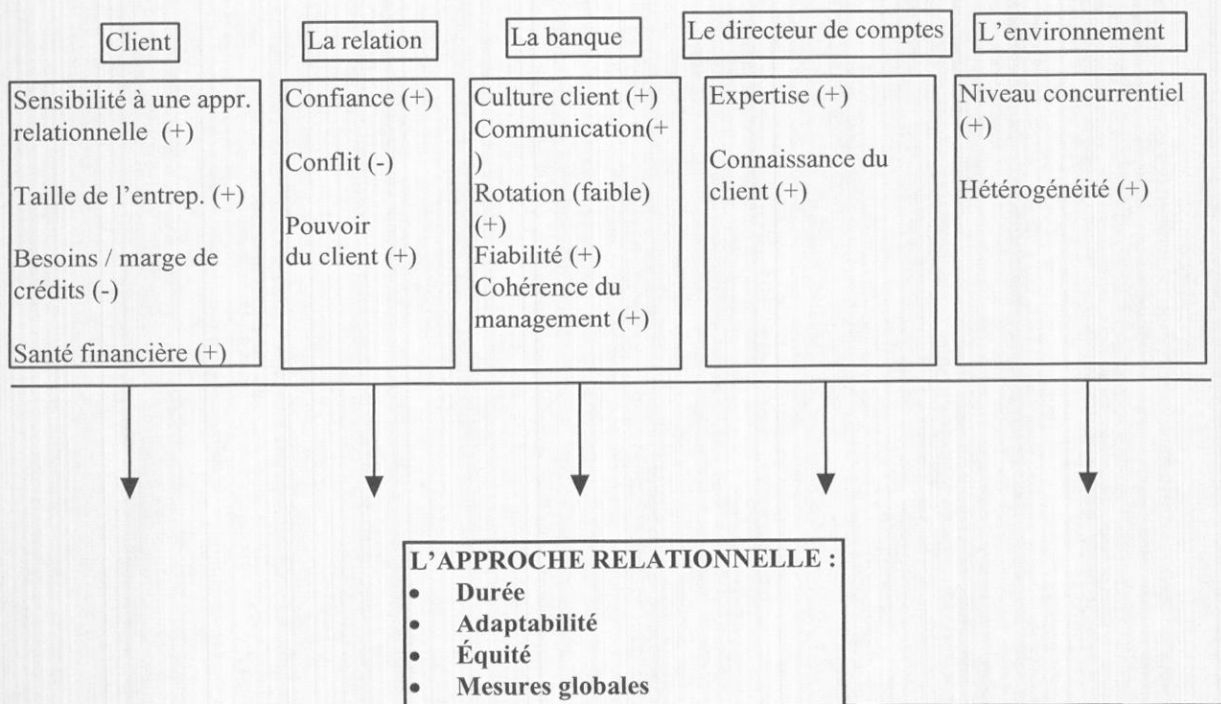 Client
La relation
La banque
Le directeur de comptes
L'environnement
Sensibilité à une appr.
relationnelle (+)
Taille de l'entrep. (+)
Besoins / marge de
crédits (-)
Santé financière (+)
Confiance (+)
Conflit (-)
Pouvoir
du client (+)
Culture client (+)
Communication(+
)
Rotation (faible)
(+)
Fiabilité (+)
Cohérence du
management (+)
Expertise (+)
Connaissance du
client (+)
Niveau concurrentiel
(+)
Hétérogénéité (+)
L'APPROCHE RELATIONNELLE :
• Durée
• Adaptabilité
• Équité
• Mesures globales